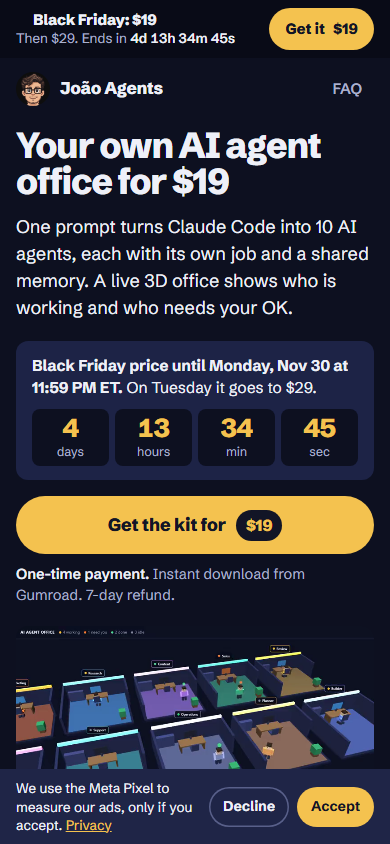 Black Friday: $19
Then $29. Ends in 4d 13h 34m 45s
Get it $19
João Agents
FAQ
Your own AI agent
office for $19
One prompt turns Claude Code into 10 AI
agents, each with its own job and a shared
memory. A live 3D office shows who is
working and who needs your OK.
Black Friday price until Monday, Nov 30 at
11:59 PM ET. On Tuesday it goes to $29.
4
days
13
hours
34
min
45
sec
Get the kit for $19
One-time payment. Instant download from
Gumroad. 7-day refund.
AI AGENT OFFICE
Research
Content
Support
Operations
We use the Meta Pixel to
measure our ads, only if you
accept. Privacy
Decline
Accept